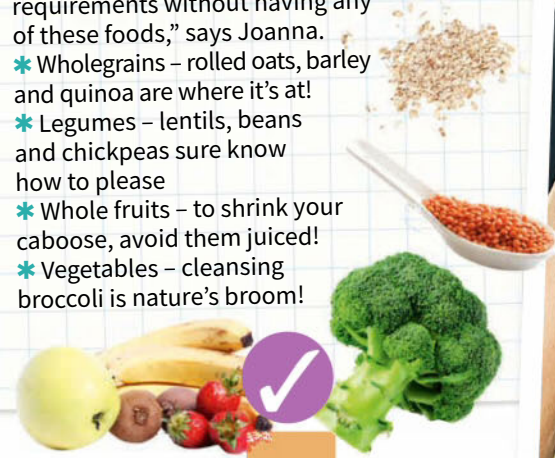 requirements without having any
of these foods,” says Joanna.
✱ Wholegrains – rolled oats, barley
and quinoa are where it’s at!
✱ Legumes – lentils, beans
and chickpeas sure know
how to please
✱ Whole fruits – to shrink your
caboose, avoid them juiced!
✱ Vegetables – cleansing
broccoli is nature’s broom!